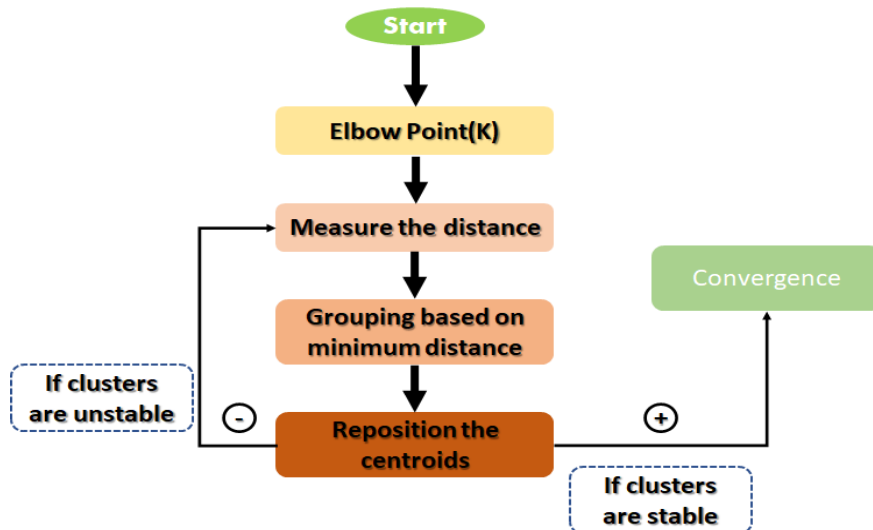 Start
Elbow Point(K)
Measure the distance
Convergence
Grouping based on
minimum distance
If clusters
are unstable
-
+
Reposition the
centroids
If clusters
are stable